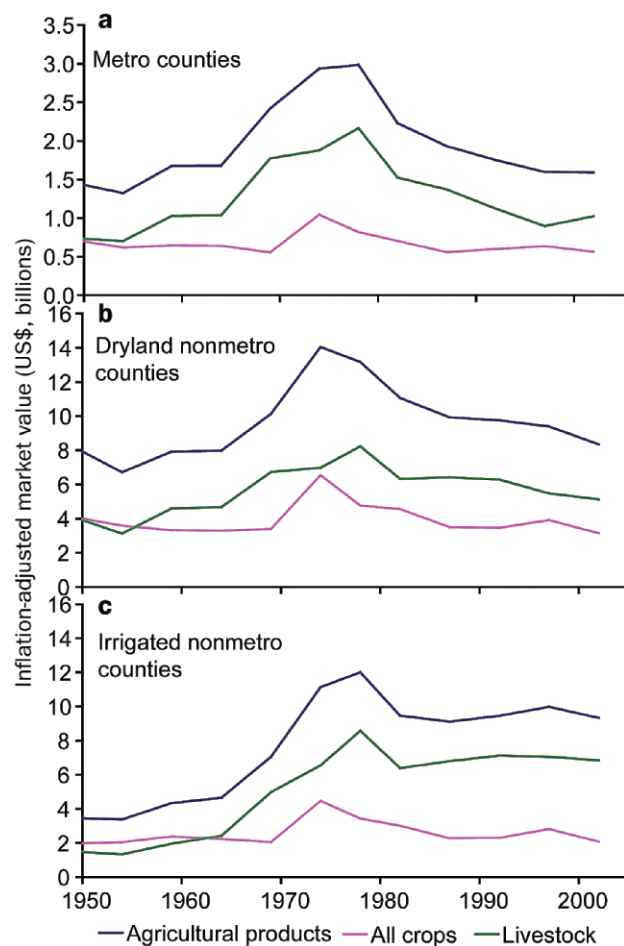 Inflation-adjusted market value (US$, billions)
a
Metro counties
3.5
3.0
2.5
2.0
1.5
1.0
0.5
0.0
b
Dryland nonmetro
counties
16
14
12
10
8
6
4
2
0
c
Irrigated nonmetro
counties
16
14
12
10
8
6
4
2
0
1950 1960 1970 1980 1990 2000
Agricultural products All crops Livestock